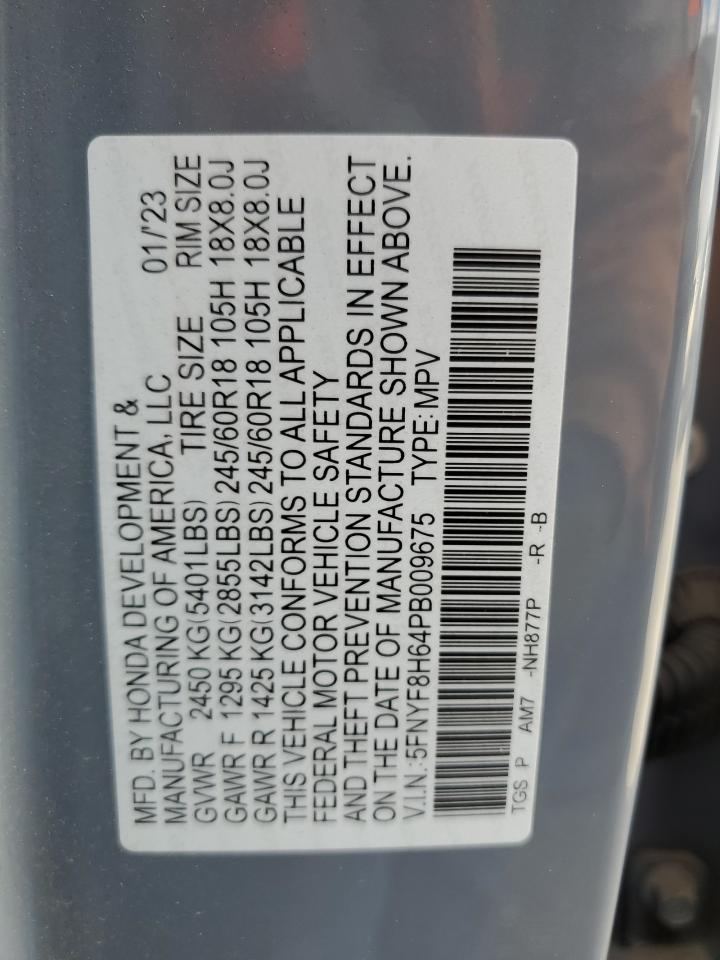 MFD. BY HONDA DEVELOPMENT &
MANUFACTURING OF AMERICA, LLC 01/'23
GVWR 2450 KG(5401LBS) TIRE SIZE RIM SIZE
GAWR F 1295 KG(2855LBS) 245/60R18 105H 18X8.0J
GAWR R 1425 KG(3142LBS) 245/60R18 105H 18X8.0J
THIS VEHICLE CONFORMS TO ALL APPLICABLE
FEDERAL MOTOR VEHICLE SAFETY
AND THEFT PREVENTION STANDARDS IN EFFECT
ON THE DATE OF MANUFACTURE SHOWN ABOVE.
V.I.N.: 5FNYF8H64PB009675 TYPE: MPV
TGS P AM7 -NH877P -R -B